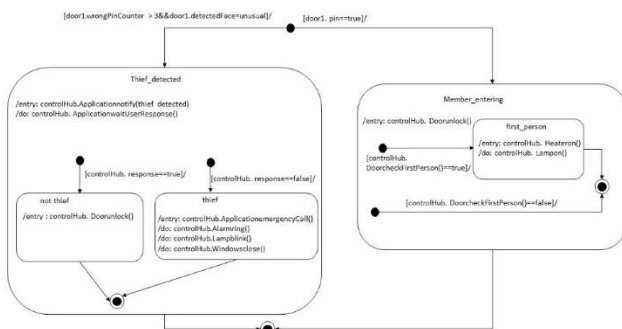 [door1.wrongPinCounter > 3&&door1.detectedFace=unusual]/
[door1. pin==true]/
Thief_detected
/entry: controlHub.Applicationnotify(thief detected)
/do: controlHub. ApplicationwaitUserResponse()
[controlHub. response==true]/
[controlHub. response==false]/
not thief
/entry : controlHub. Doorunlock()
thief
/entry: controlHub.ApplicationemergencyCall()
/do: controlHub.Alarmring()
/do: controlHub.Lampblink()
/do: controlHub.Windowsclose()
Member_entering
/entry: controlHub. Doorunlock()
first_person
/entry: controlHub. Heateron()
/do: controlHub. Lampon()
[controlHub.
DoorcheckFirstPerson()==true]/
[controlHub. DoorcheckFirstPerson()==false]/